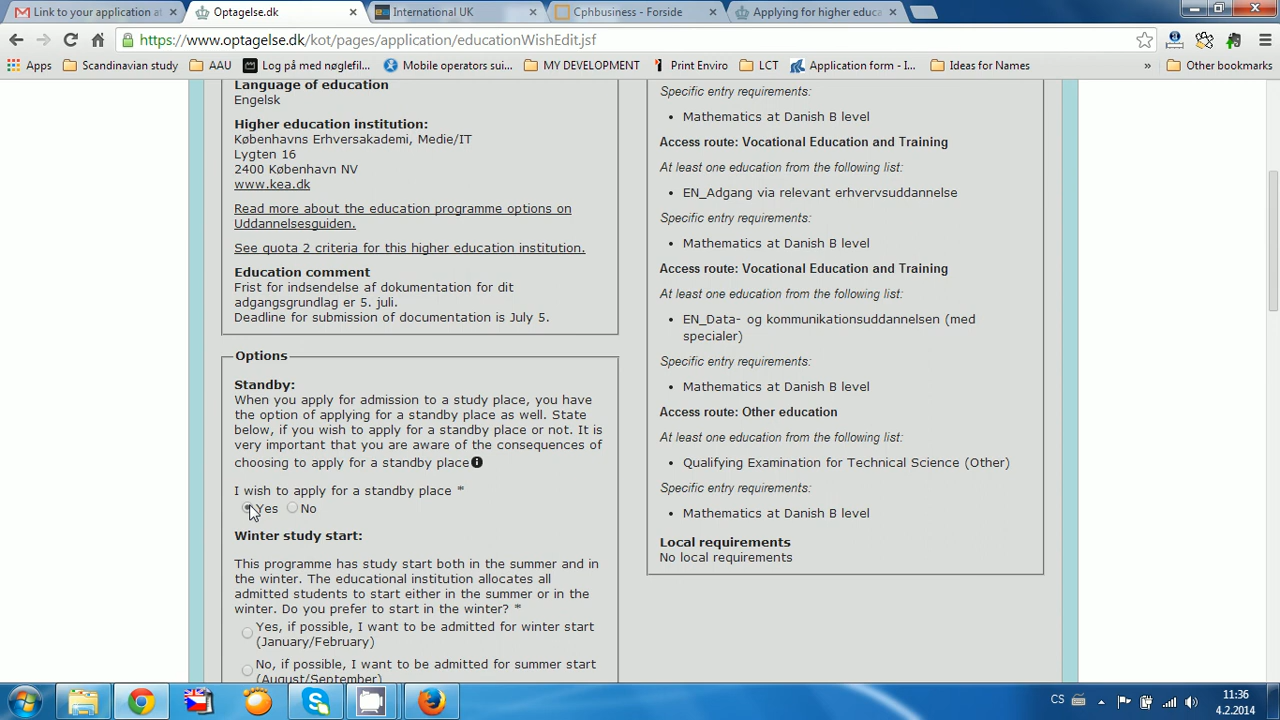 Link to your application at
Optagelse.dk
International UK
Cphbusiness - Forside
Applying for higher educa
https://www.optagelse.dk/kot/pages/application/educationWishEdit.jsf
Apps
Scandinavian study
AAU
Log på med nøglefil...
Mobile operators sui...
MY DEVELOPMENT
Print Enviro
LCT
Application form - I...
Ideas for Names
»
Other bookmarks
Language of education
Engelsk
Higher education institution:
Københavns Erhversakademi, Medie/IT
Lygten 16
2400 København NV
www.kea.dk
Read more about the education programme options on
Uddannelsesguiden.
See quota 2 criteria for this higher education institution.
Education comment
Frist for indsendelse af dokumentation for dit
adgangsgrundlag er 5. juli.
Deadline for submission of documentation is July 5.
Options
Standby:
When you apply for admission to a study place, you have
the option of applying for a standby place as well. State
below, if you wish to apply for a standby place or not. It is
very important that you are aware of the consequences of
choosing to apply for a standby place
I wish to apply for a standby place *
Yes No
Winter study start:
This programme has study start both in the summer and in
the winter. The educational institution allocates all
admitted students to start either in the summer or in the
winter. Do you prefer to start in the winter? *
Yes, if possible, I want to be admitted for winter start
(January/February)
No, if possible, I want to be admitted for summer start
(August/September)
Specific entry requirements:
• Mathematics at Danish B level
Access route: Vocational Education and Training
At least one education from the following list:
• EN_Adgang via relevant erhvervsuddannelse
Specific entry requirements:
• Mathematics at Danish B level
Access route: Vocational Education and Training
At least one education from the following list:
• EN_Data- og kommunikationsuddannelsen (med
specialer)
Specific entry requirements:
• Mathematics at Danish B level
Access route: Other education
At least one education from the following list:
• Qualifying Examination for Technical Science (Other)
Specific entry requirements:
• Mathematics at Danish B level
Local requirements
No local requirements
CS
11:36
4.2.2014